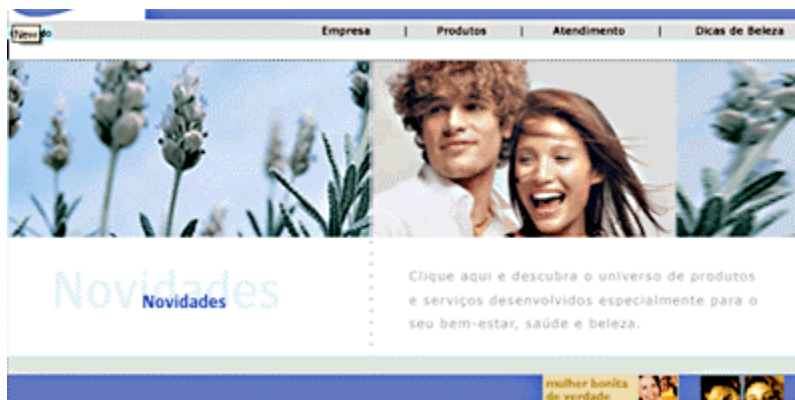 New
Empresa | Produtos | Atendimento | Dicas de Beleza
Novidades
Novidades
Clique aqui e descubra o universo de produtos
e serviços desenvolvidos especialmente para o
seu bem-estar, saúde e beleza.
mulher bonita
de verdade